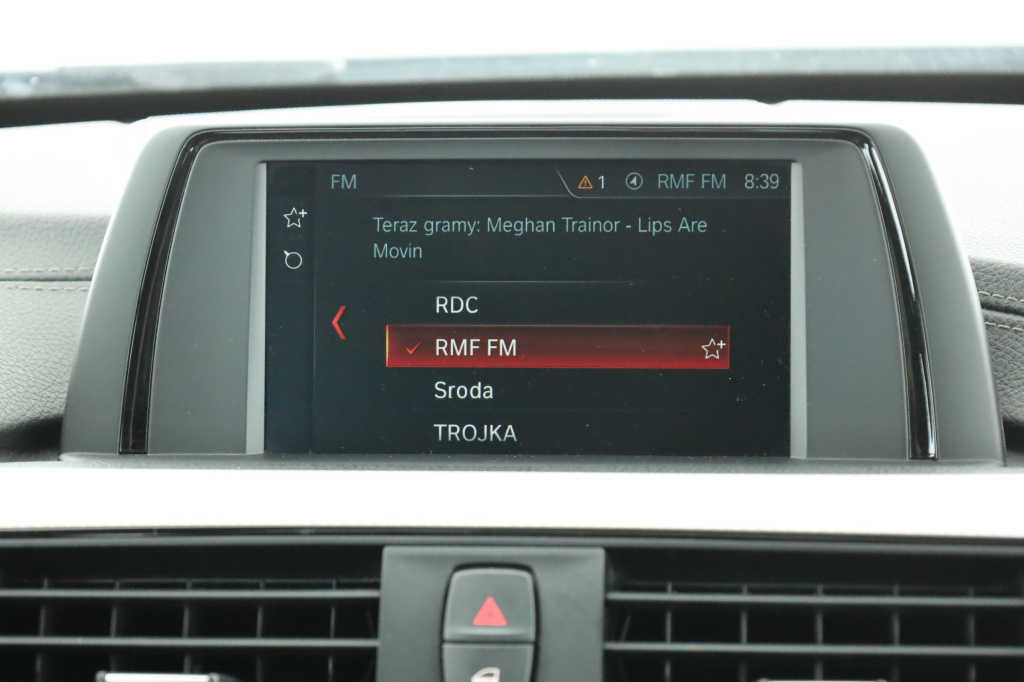 FM
1 RMF FM 8:39
Teraz gramy: Meghan Trainor - Lips Are
Movin
RDC
RMF FM
Sroda
TROJKA